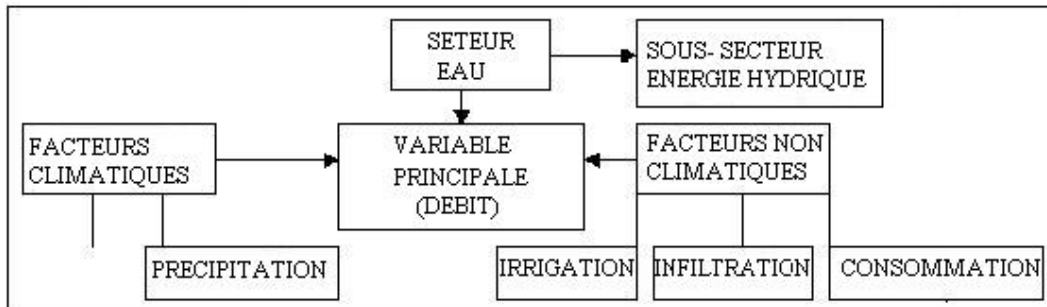 SETEUR
EAU
SOUS- SECTEUR
ENERGIE HYDRIQUE
FACTEURS
CLIMATIQUES
VARIABLE
PRINCIPALE
(DEBIT)
FACTEURS NON
CLIMATIQUES
PRECIPITATION
IRRIGATION
INFILTRATION
CONSOMMATION